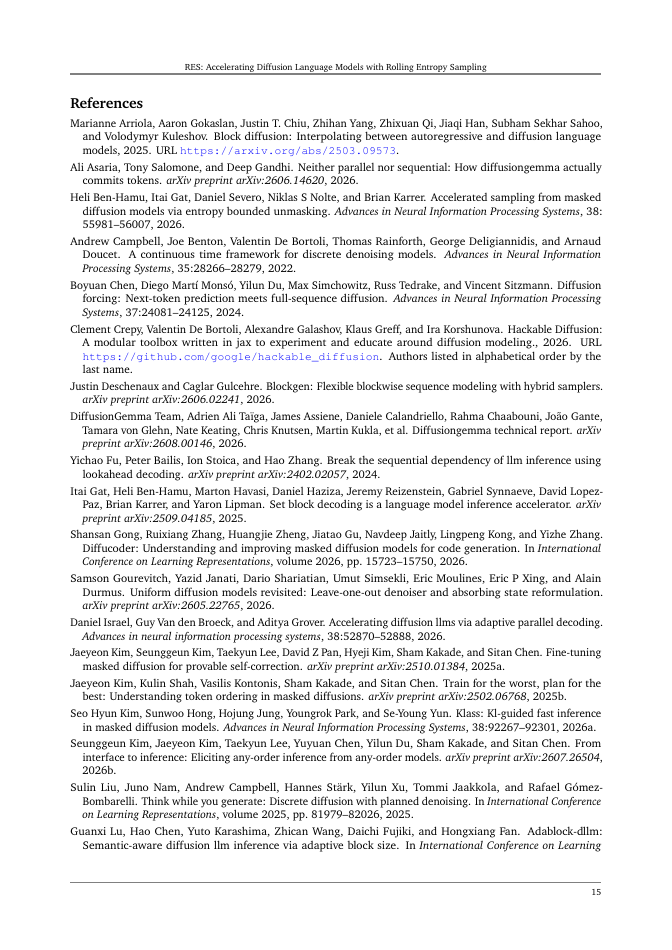 RES: Accelerating Diffusion Language Models with Rolling Entropy Sampling
References
Marianne Arriola, Aaron Gokaslan, Justin T. Chiu, Zhihan Yang, Zhixuan Qi, Jiaqi Han, Subham Sekhar Sahoo,
and Volodymyr Kuleshov. Block diffusion: Interpolating between autoregressive and diffusion language
models, 2025. URL https://arxiv.org/abs/2503.09573.
Ali Asaria, Tony Salomone, and Deep Gandhi. Neither parallel nor sequential: How diffusiongemma actually
commits tokens. arXiv preprint arXiv:2606.14620, 2026.
Heli Ben-Hamu, Itai Gat, Daniel Severo, Niklas S Nolte, and Brian Karrer. Accelerated sampling from masked
diffusion models via entropy bounded unmasking. Advances in Neural Information Processing Systems, 38:
55981–56007, 2026.
Andrew Campbell, Joe Benton, Valentin De Bortoli, Thomas Rainforth, George Deligiannidis, and Arnaud
Doucet. A continuous time framework for discrete denoising models. Advances in Neural Information
Processing Systems, 35:28266–28279, 2022.
Boyuan Chen, Diego Martí Monsó, Yilun Du, Max Simchowitz, Russ Tedrake, and Vincent Sitzmann. Diffusion
forcing: Next-token prediction meets full-sequence diffusion. Advances in Neural Information Processing
Systems, 37:24081–24125, 2024.
Clement Crepy, Valentin De Bortoli, Alexandre Galashov, Klaus Greff, and Ira Korshunova. Hackable Diffusion:
A modular toolbox written in jax to experiment and educate around diffusion modeling., 2026. URL
https://github.com/google/hackable_diffusion. Authors listed in alphabetical order by the
last name.
Justin Deschenaux and Caglar Gulcehre. Blockgen: Flexible blockwise sequence modeling with hybrid samplers.
arXiv preprint arXiv:2606.02241, 2026.
DiffusionGemma Team, Adrien Ali Taïga, James Assiene, Daniele Calandriello, Rahma Chaabouni, João Gante,
Tamara von Glehn, Nate Keating, Chris Knutsen, Martin Kukla, et al. Diffusiongemma technical report. arXiv
preprint arXiv:2608.00146, 2026.
Yichao Fu, Peter Bailis, Ion Stoica, and Hao Zhang. Break the sequential dependency of llm inference using
lookahead decoding. arXiv preprint arXiv:2402.02057, 2024.
Itai Gat, Heli Ben-Hamu, Marton Havasi, Daniel Haziza, Jeremy Reizenstein, Gabriel Synnaeve, David Lopez-
Paz, Brian Karrer, and Yaron Lipman. Set block decoding is a language model inference accelerator. arXiv
preprint arXiv:2509.04185, 2025.
Shansan Gong, Ruixiang Zhang, Huangjie Zheng, Jiatao Gu, Navdeep Jaitly, Lingpeng Kong, and Yizhe Zhang.
Diffucoder: Understanding and improving masked diffusion models for code generation. In International
Conference on Learning Representations, volume 2026, pp. 15723–15750, 2026.
Samson Gourevitch, Yazid Janati, Dario Shariatian, Umut Simsekli, Eric Moulines, Eric P Xing, and Alain
Durmus. Uniform diffusion models revisited: Leave-one-out denoiser and absorbing state reformulation.
arXiv preprint arXiv:2605.22765, 2026.
Daniel Israel, Guy Van den Broeck, and Aditya Grover. Accelerating diffusion llms via adaptive parallel decoding.
Advances in neural information processing systems, 38:52870–52888, 2026.
Jaeyeon Kim, Seunggeun Kim, Taekyun Lee, David Z Pan, Hyeji Kim, Sham Kakade, and Sitan Chen. Fine-tuning
masked diffusion for provable self-correction. arXiv preprint arXiv:2510.01384, 2025a.
Jaeyeon Kim, Kulin Shah, Vasilis Kontonis, Sham Kakade, and Sitan Chen. Train for the worst, plan for the
best: Understanding token ordering in masked diffusions. arXiv preprint arXiv:2502.06768, 2025b.
Seo Hyun Kim, Sunwoo Hong, Hojung Jung, Youngrok Park, and Se-Young Yun. Klass: Kl-guided fast inference
in masked diffusion models. Advances in Neural Information Processing Systems, 38:92267–92301, 2026a.
Seunggeun Kim, Jaeyeon Kim, Taekyun Lee, Yuyuan Chen, Yilun Du, Sham Kakade, and Sitan Chen. From
interface to inference: Eliciting any-order inference from any-order models. arXiv preprint arXiv:2607.26504,
2026b.
Sulin Liu, Juno Nam, Andrew Campbell, Hannes Stärk, Yilun Xu, Tommi Jaakkola, and Rafael Gómez-
Bombarelli. Think while you generate: Discrete diffusion with planned denoising. In International Conference
on Learning Representations, volume 2025, pp. 81979–82026, 2025.
Guanxi Lu, Hao Chen, Yuto Karashima, Zhican Wang, Daichi Fujiki, and Hongxiang Fan. Adablock-dllm:
Semantic-aware diffusion llm inference via adaptive block size. In International Conference on Learning
15